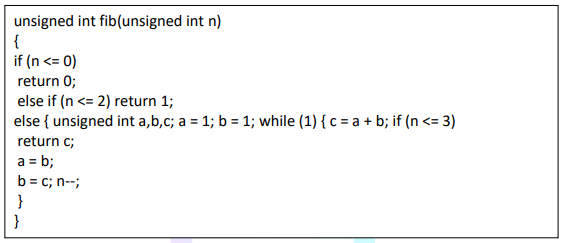 unsigned int fib(unsigned int n)
{
if (n <= 0)
return 0;
else if (n <= 2) return 1;
else { unsigned int a,b,c; a = 1; b = 1; while (1) { c = a + b; if (n <= 3)
return c;
a = b;
b = c; n--;
}
}